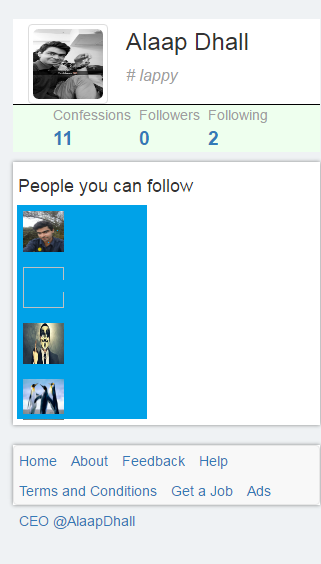 Alaap Dhall
# lappy
Confessions Followers Following
11 0 2
People you can follow
Home About Feedback Help
Terms and Conditions Get a Job Ads
CEO @AlaapDhall